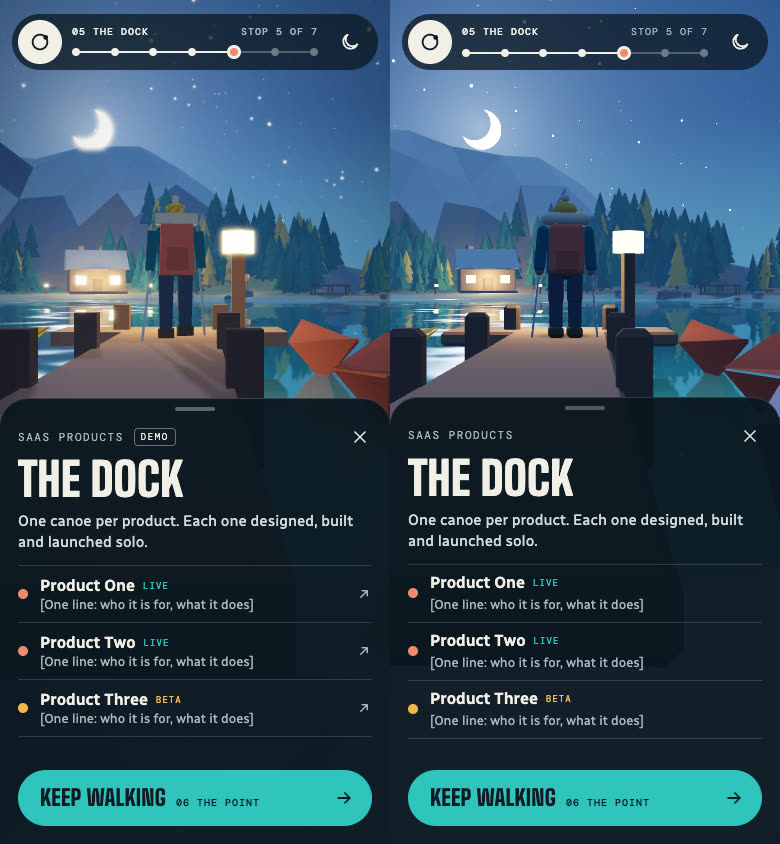 05 THE DOCK STOP 5 OF 7
SAAS PRODUCTS DEMO
THE DOCK
One canoe per product. Each one designed, built
and launched solo.
Product One LIVE
[One line: who it is for, what it does]
Product Two LIVE
[One line: who it is for, what it does]
Product Three BETA
[One line: who it is for, what it does]
KEEP WALKING 06 THE POINT
05 THE DOCK STOP 5 OF 7
SAAS PRODUCTS
THE DOCK
One canoe per product. Each one designed, built
and launched solo.
Product One LIVE
[One line: who it is for, what it does]
Product Two LIVE
[One line: who it is for, what it does]
Product Three BETA
[One line: who it is for, what it does]
KEEP WALKING 06 THE POINT